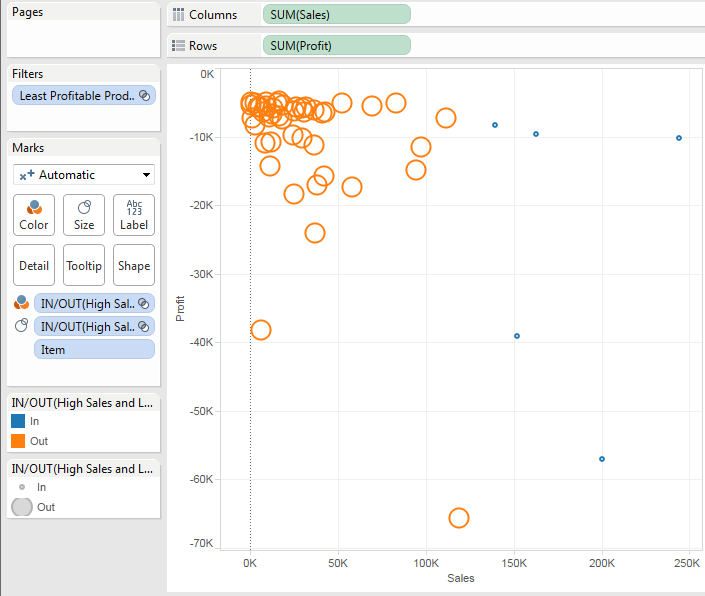 Pages
Columns SUM(Sales)
Rows SUM(Profit)
Filters
Least Profitable Prod..
Marks
Automatic
Color Size Abc 123 Label
Detail Tooltip Shape
IN/OUT(High Sal..
IN/OUT(High Sal..
Item
IN/OUT(High Sales and L...
In
Out
IN/OUT(High Sales and L...
In
Out
0K
-10K
-20K
-30K
-40K
-50K
-60K
-70K
Profit
0K 50K 100K 150K 200K 250K
Sales